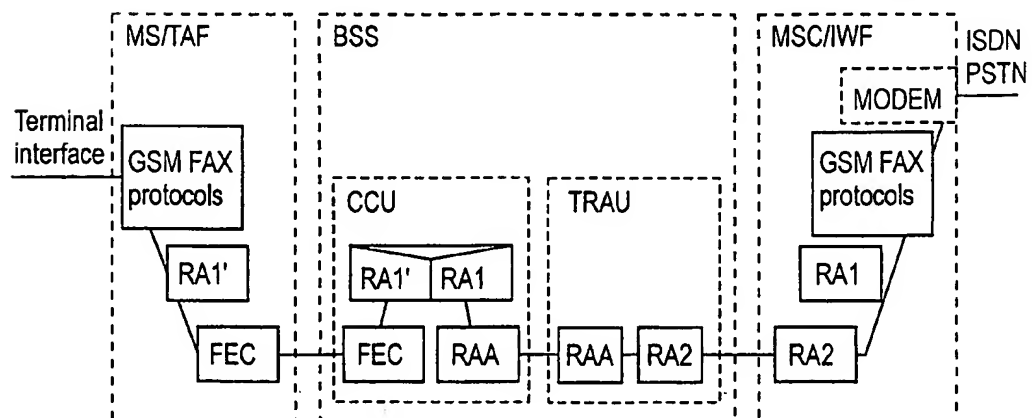 MS/TAF
BSS
MSC/IWF
ISDN
PSTN
MODEM
Terminal
interface
GSM FAX
protocols
GSM FAX
protocols
CCU
TRAU
RA1'
RA1'
RA1
RA1
FEC
FEC
RAA
RAA
RA2
RA2